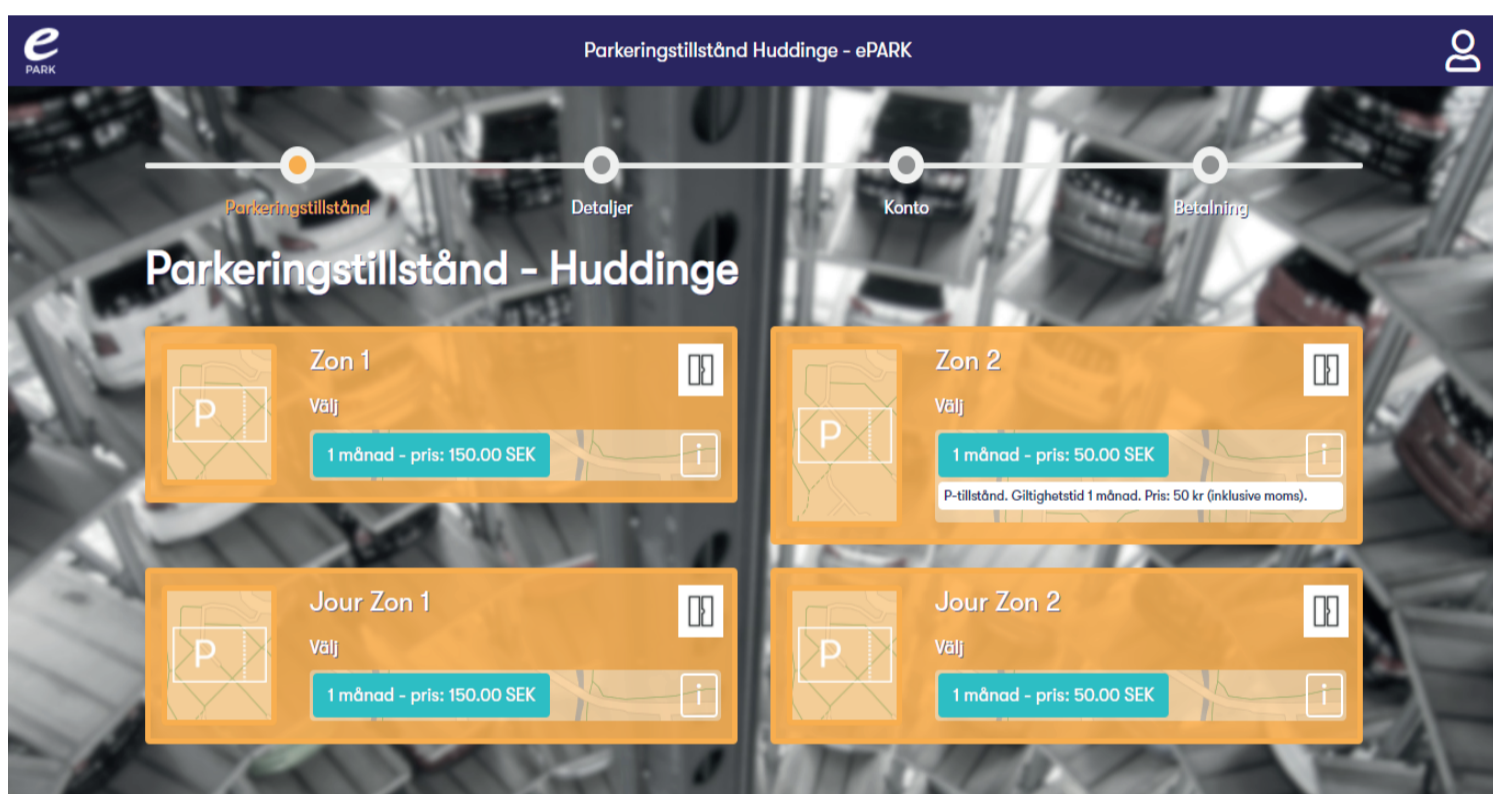 e
PARK
Parkeringstillstånd Huddinge - ePARK
Parkeringstillstånd
Detaljer
Konto
Betalning
Parkeringstillstånd - Huddinge
P
Zon 1
Välj
1 månad - pris: 150.00 SEK
i
P
Zon 2
Välj
1 månad - pris: 50.00 SEK
i
P-tillstånd. Giltighetstid 1 månad. Pris: 50 kr (inklusive moms).
P
Jour Zon 1
Välj
1 månad - pris: 150.00 SEK
i
P
Jour Zon 2
Välj
1 månad - pris: 50.00 SEK
i